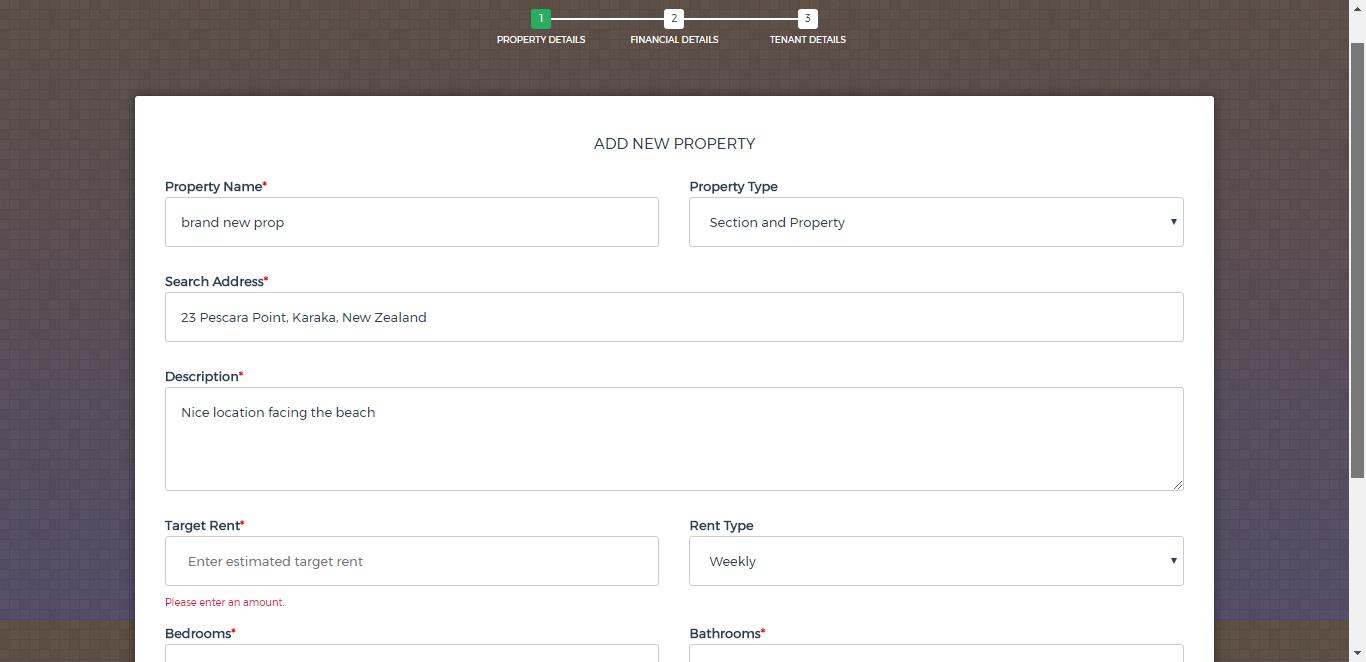 1 2 3
PROPERTY DETAILS FINANCIAL DETAILS TENANT DETAILS
ADD NEW PROPERTY
Property Name* Property Type
brand new prop Section and Property
Search Address*
23 Pescara Point, Karaka, New Zealand
Description*
Nice location facing the beach
Target Rent* Rent Type
Enter estimated target rent Weekly
Please enter an amount.
Bedrooms* Bathrooms*